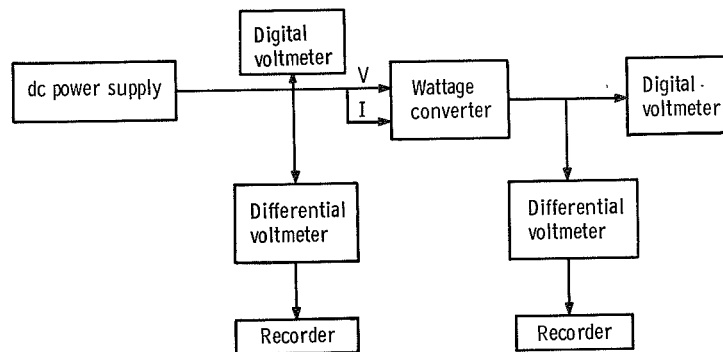 Digital
voltmeter
dc power supply
V
I
Wattage
converter
Digital
voltmeter
Differential
voltmeter
Differential
voltmeter
Recorder
Recorder